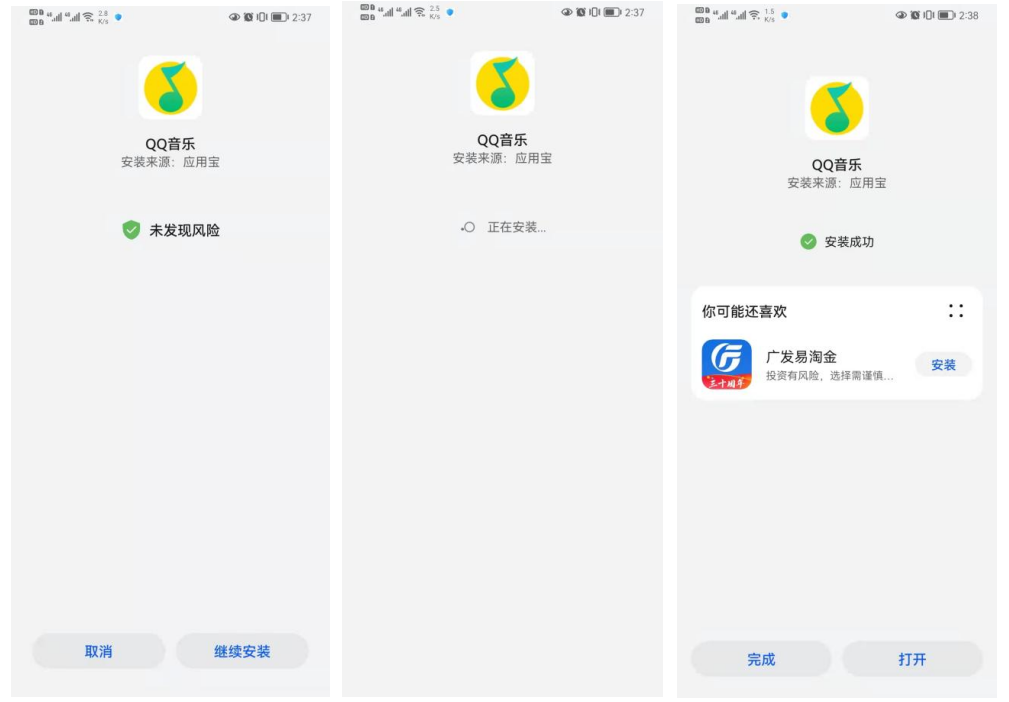 2.8
K/s
2:37
QQ音乐
安装来源：应用宝
未发现风险
取消
继续安装
2.5
K/s
2:37
QQ音乐
安装来源：应用宝
正在安装...
1.5
K/s
2:38
QQ音乐
安装来源：应用宝
安装成功
你可能还喜欢
三十周年
广发易淘金
投资有风险，选择需谨慎...
安装
完成
打开